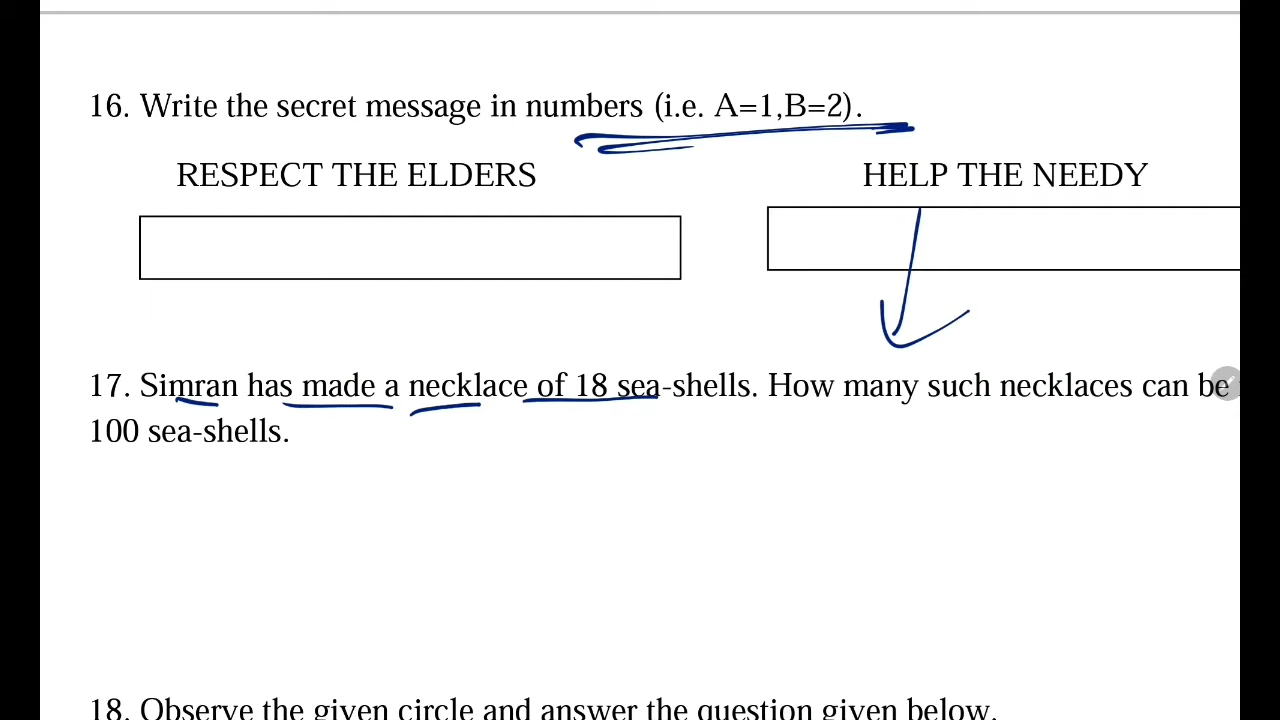 16. Write the secret message in numbers (i.e. A=1,B=2).
RESPECT THE ELDERS HELP THE NEEDY
17. Simran has made a necklace of 18 sea-shells. How many such necklaces can be
100 sea-shells.
18. Observe the given circle and answer the question given below.